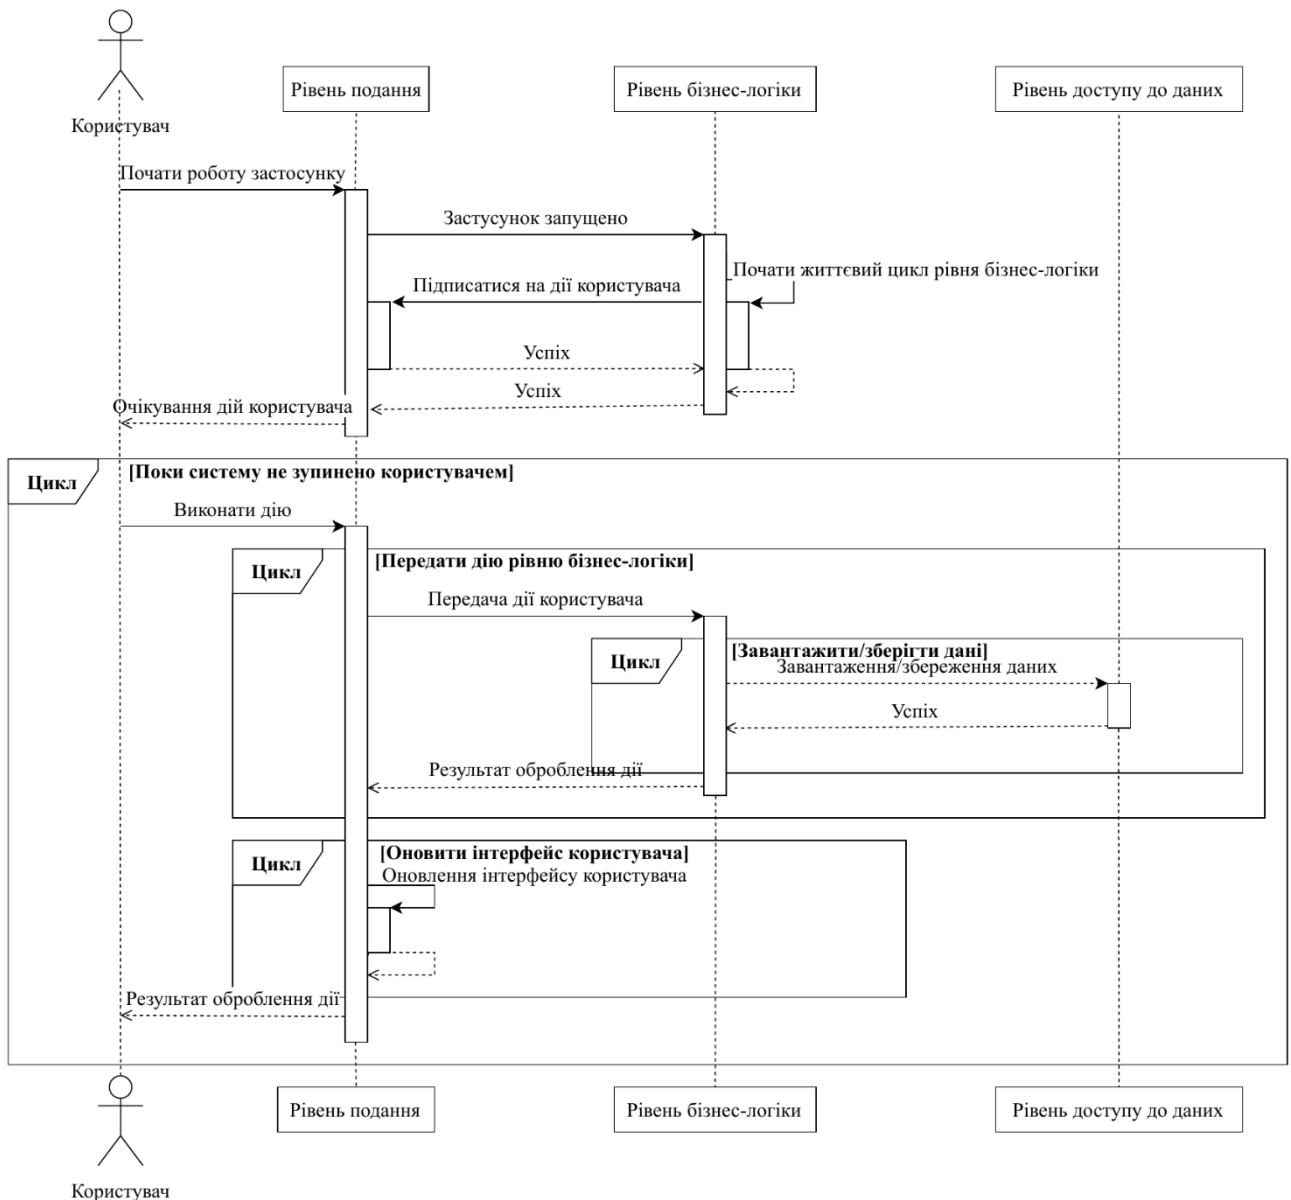 Рівень подання
Рівень бізнес-логіки
Рівень доступу до даних
Користувач
Почати роботу застосунку
Застусунок запущено
Почати життєвий цикл рівня бізнес-логіки
Підписатися на дії користувача
Успіх
Успіх
Очікування дій користувача
Цикл
[Поки систему не зупинено користувачем]
Виконати дію
Цикл
[Передати дію рівню бізнес-логіки]
Передача дії користувача
Цикл
[Завантажити/зберігти дані]
Завантаження/збереження даних
Успіх
Результат оброблення дії
Цикл
[Оновити інтерфейс користувача]
Оновлення інтерфейсу користувача
Результат оброблення дії
Рівень подання
Рівень бізнес-логіки
Рівень доступу до даних
Користувач